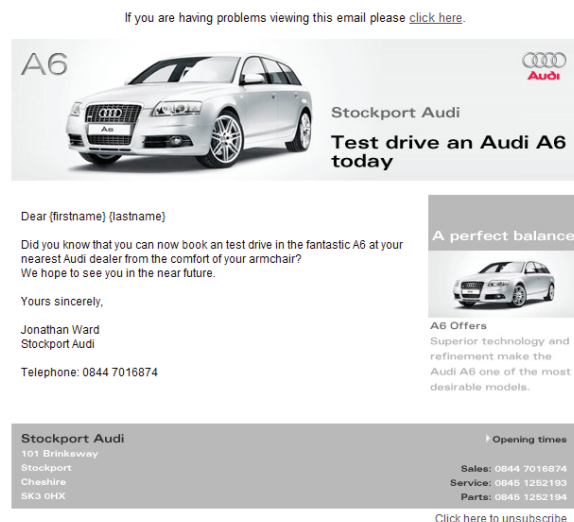 If you are having problems viewing this email please click here.
A6
Audi
Stockport Audi
Test drive an Audi A6
today
Dear {firstname} {lastname}
Did you know that you can now book an test drive in the fantastic A6 at your
nearest Audi dealer from the comfort of your armchair?
We hope to see you in the near future.
Yours sincerely,
Jonathan Ward
Stockport Audi
Telephone: 0844 7016874
A perfect balance
A6 Offers
Superior technology and
refinement make the
Audi A6 one of the most
desirable models.
Stockport Audi
101 Brinksway
Stockport
Cheshire
SK3 0HX
Opening times
Sales: 0844 7016874
Service: 0845 1252193
Parts: 0845 1252194
Click here to unsubscribe